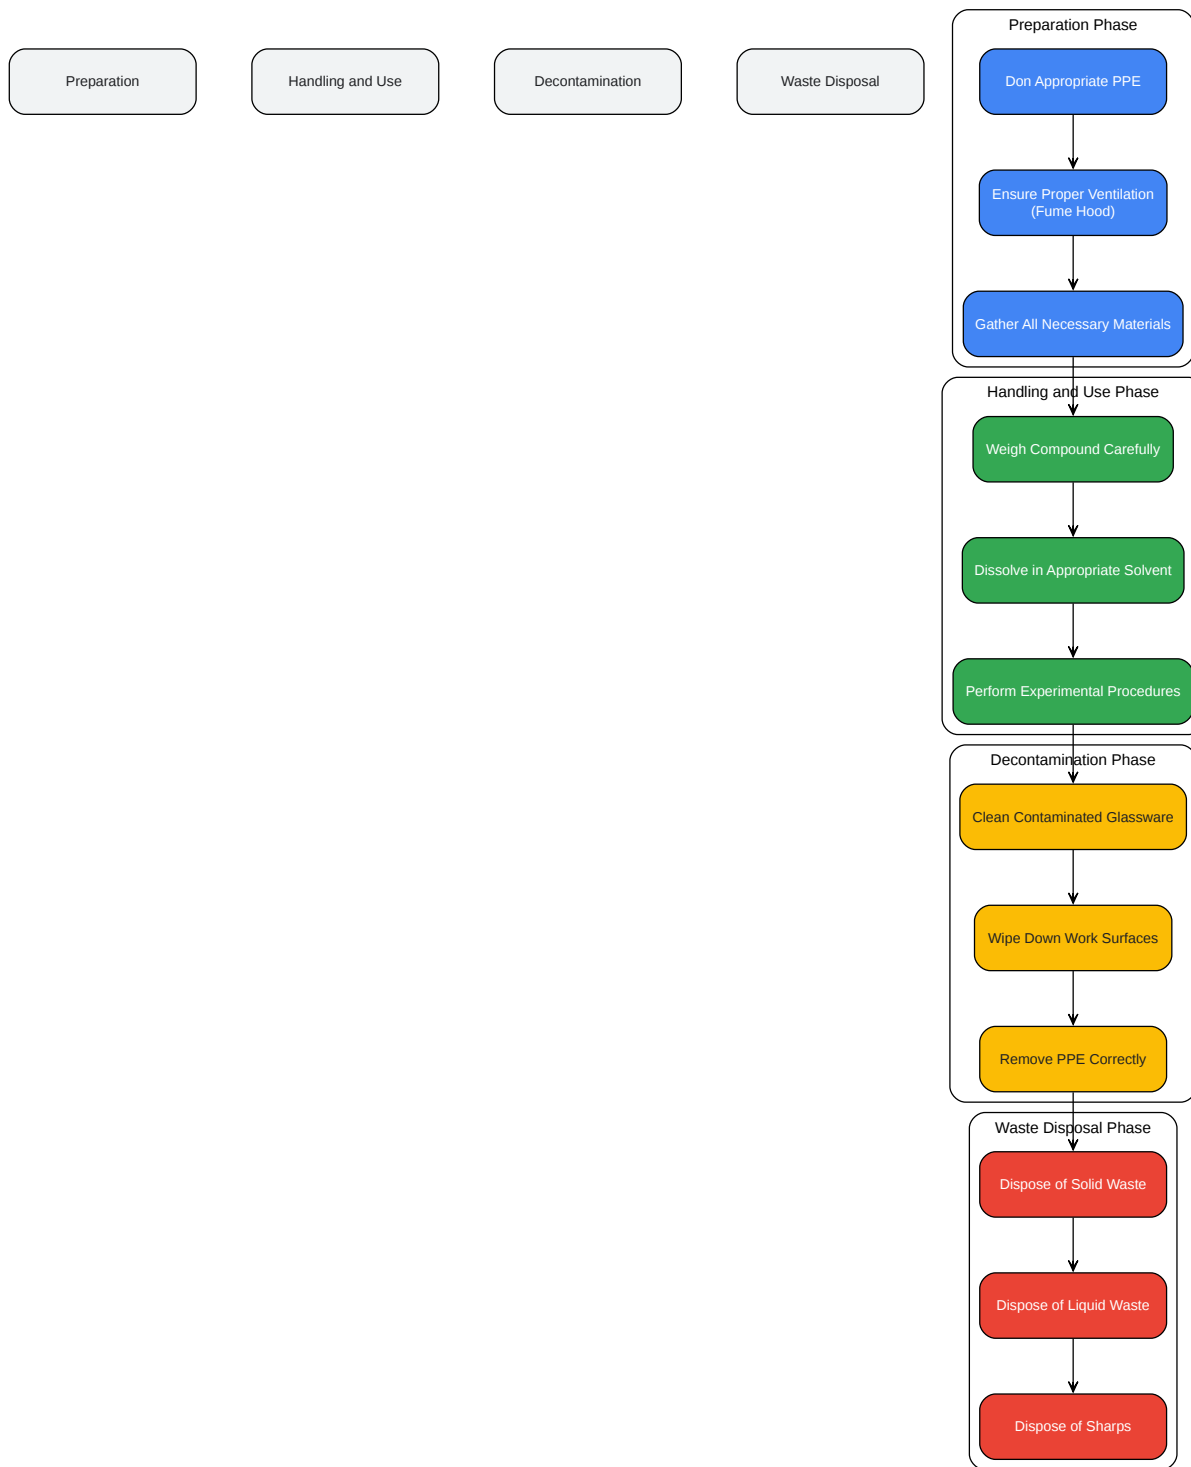 Preparation
Handling and Use
Decontamination
Waste Disposal
Preparation Phase
Don Appropriate PPE
Ensure Proper Ventilation
(Fume Hood)
Gather All Necessary Materials
Handling and Use Phase
Weigh Compound Carefully
Dissolve in Appropriate Solvent
Perform Experimental Procedures
Decontamination Phase
Clean Contaminated Glassware
Wipe Down Work Surfaces
Remove PPE Correctly
Waste Disposal Phase
Dispose of Solid Waste
Dispose of Liquid Waste
Dispose of Sharps